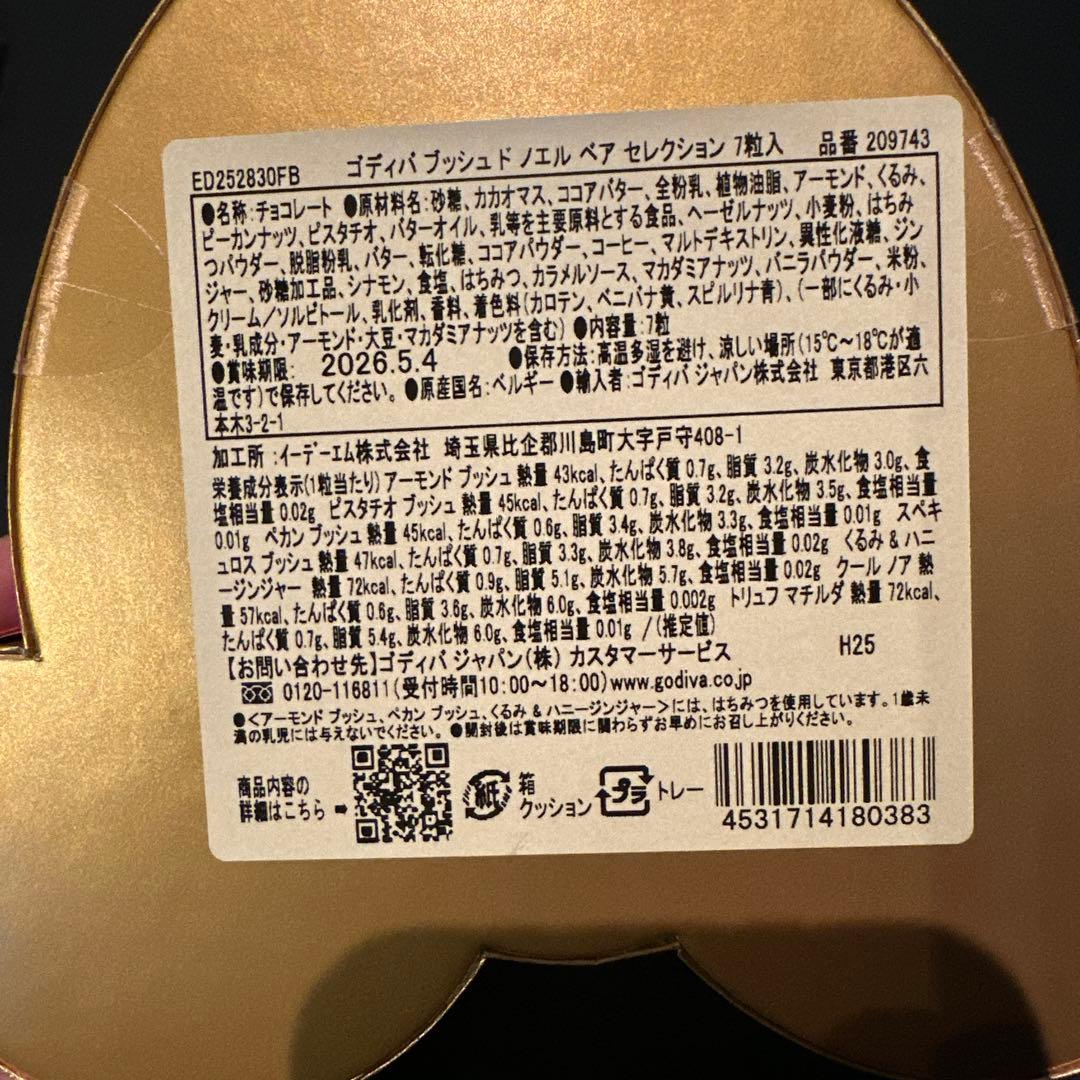 ED252830FB ゴディバ ブッシュ ド ノエル ベア セレクション 7粒入 品番 209743
●名称:チョコレート ●原材料名:砂糖、カカオマス、ココアバター、全粉乳、植物油脂、アーモンド、くるみ、
ピーカンナッツ、ピスタチオ、バターオイル、乳等を主要原料とする食品、ヘーゼルナッツ、小麦粉、はちみ
つパウダー、脱脂粉乳、バター、転化糖、ココアパウダー、コーヒー、マルトデキストリン、異性化液糖、ジン
ジャー、砂糖加工品、シナモン、食塩、はちみつ、カラメルソース、マカダミアナッツ、バニラパウダー、米粉、
クリーム/ソルビトール、乳化剤、香料、着色料(カロテン、ベニバナ黄、スピルリナ青)、(一部にくるみ・小
麦・乳成分・アーモンド・大豆・マカダミアナッツを含む) ●内容量:7粒
●賞味期限: 2026.5.4 ●保存方法:高温多湿を避け、涼しい場所(15℃〜18℃が適
温です)で保存してください。 ●原産国名:ベルギー ●輸入者:ゴディバ ジャパン株式会社 東京都港区六
本木3-2-1
加工所:イーデーエム株式会社 埼玉県比企郡川島町大字戸守408-1
栄養成分表示(1粒当たり) アーモンド ブッシュ 熱量 43kcal、たんぱく質 0.7g、脂質 3.2g、炭水化物 3.0g、食
塩相当量 0.02g ピスタチオ ブッシュ 熱量 45kcal、たんぱく質 0.7g、脂質 3.2g、炭水化物 3.5g、食塩相当量
0.01g ペカン ブッシュ 熱量 45kcal、たんぱく質 0.6g、脂質 3.4g、炭水化物 3.3g、食塩相当量 0.01g スペキ
ュロス ブッシュ 熱量 47kcal、たんぱく質 0.7g、脂質 3.3g、炭水化物 3.8g、食塩相当量 0.02g くるみ & ハニ
ージンジャー 熱量 72kcal、たんぱく質 0.9g、脂質 5.1g、炭水化物 5.7g、食塩相当量 0.02g クール ノア 熱
量 57kcal、たんぱく質 0.6g、脂質 3.6g、炭水化物 6.0g、食塩相当量 0.002g トリュフ マチルダ 熱量 72kcal、
たんぱく質 0.7g、脂質 5.4g、炭水化物 6.0g、食塩相当量 0.01g /(推定値)
【お問い合わせ先】ゴディバ ジャパン(株) カスタマーサービス H25
0120-116811(受付時間10:00〜18:00)www.godiva.co.jp
●<アーモンド ブッシュ、ペカン ブッシュ、くるみ & ハニージンジャー>には、はちみつを使用しています。1歳未
満の乳児には与えないでください。 ●開封後は賞味期限に関わらずお早めにお召し上がりください。
商品内容の
詳細はこちら➡
紙 箱
クッション
プラ トレー
4531714180383